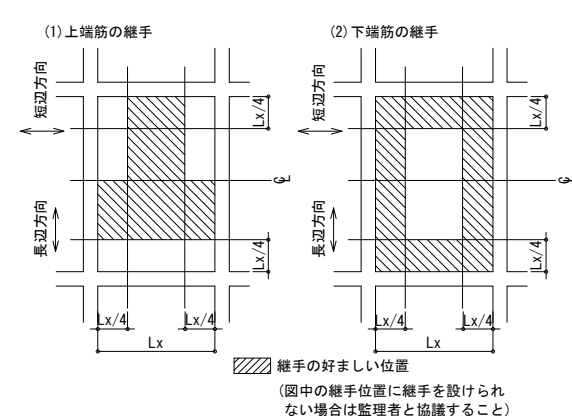 (1)上端筋の継手
(2)下端筋の継手
短辺方向
長辺方向
Lx/4
Lx/4
Lx/4
Lx/4
Lx
℄
短辺方向
長辺方向
Lx/4
Lx/4
Lx/4
Lx/4
Lx
℄
継手の好ましい位置
(図中の継手位置に継手を設けられ
ない場合は監理者と協議すること)